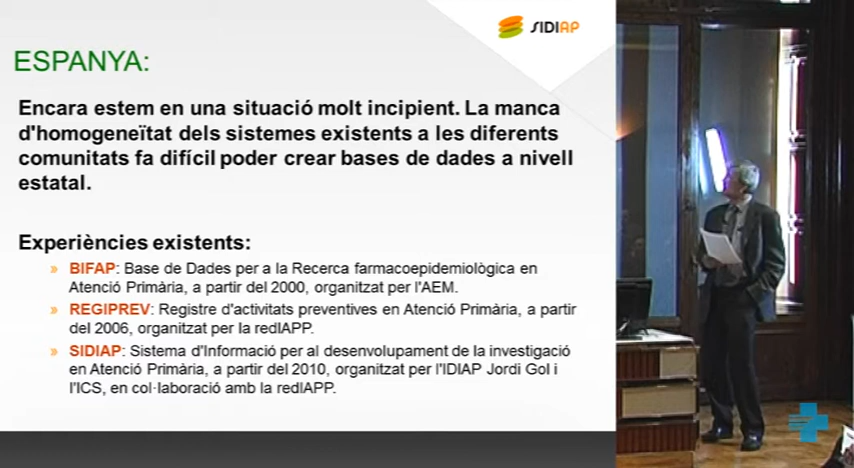 SIDIAP
ESPANYA:
Encara estem en una situació molt incipient. La manca
d'homogeneïtat dels sistemes existents a les diferents
comunitats fa difícil poder crear bases de dades a nivell
estatal.
Experiències existents:
» BIFAP: Base de Dades per a la Recerca farmacoepidemiològica en
Atenció Primària, a partir del 2000, organitzat per l'AEM.
» REGIPREV: Registre d'activitats preventives en Atenció Primària, a partir
del 2006, organitzat per la redIAPP.
» SIDIAP: Sistema d'Informació per al desenvolupament de la investigació
en Atenció Primària, a partir del 2010, organitzat per l'IDIAP Jordi Gol i
l'ICS, en col·laboració amb la redIAPP.